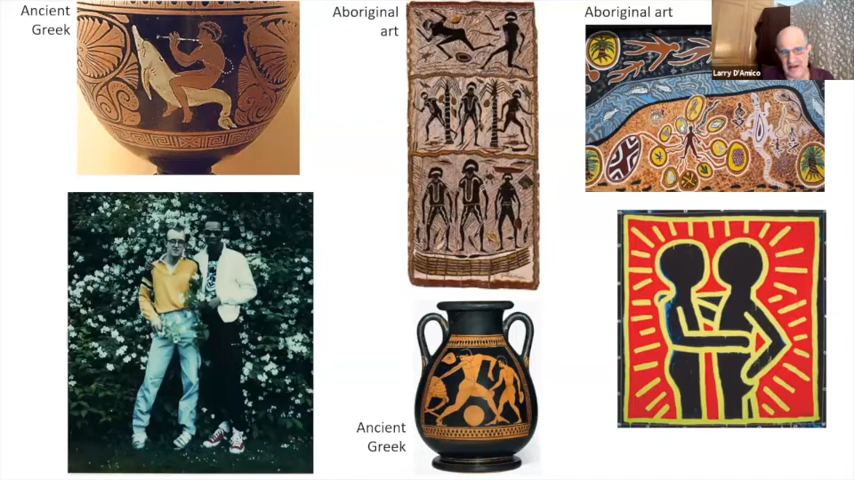 Ancient
Greek
Aboriginal
art
Aboriginal art
Larry D'Amico
Ancient
Greek